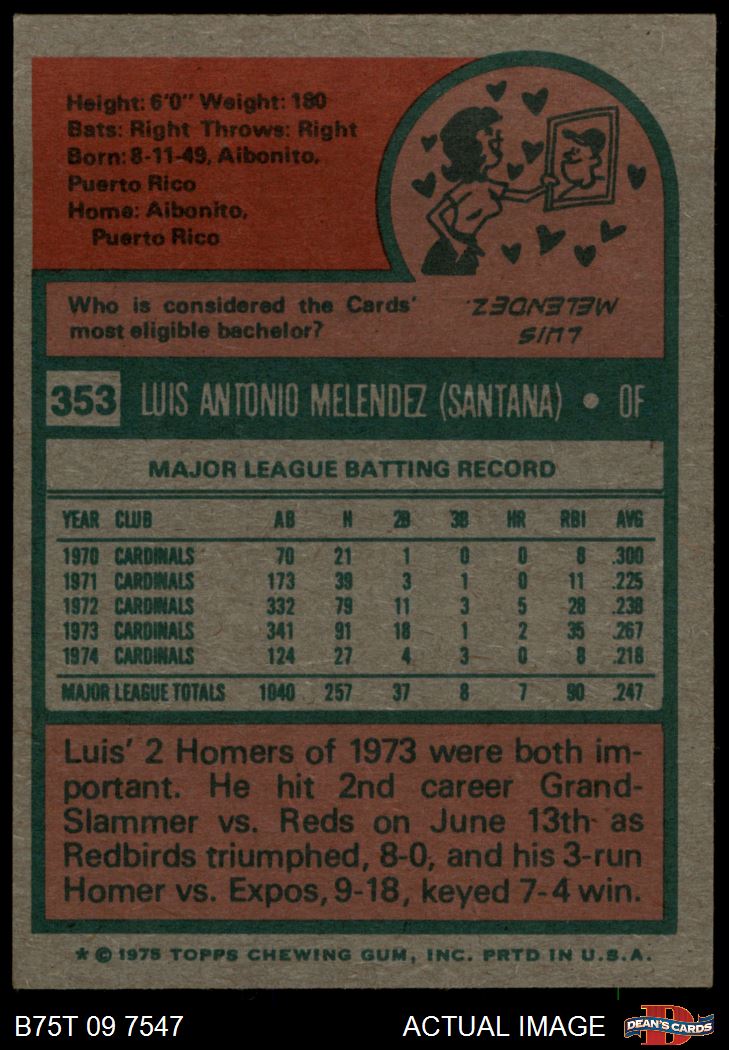 Height: 6'0" Weight: 180
Bats: Right Throws: Right
Born: 8-11-49, Aibonito,
Puerto Rico
Home: Aibonito,
Puerto Rico
Who is considered the Cards'
most eligible bachelor?
LUIS
MELENDEZ.
353 LUIS ANTONIO MELENDEZ (SANTANA) • OF
MAJOR LEAGUE BATTING RECORD
YEAR CLUB AB H 2B 3B HR RBI AVG
1970 CARDINALS 70 21 1 0 0 8 .300
1971 CARDINALS 173 39 3 1 0 11 .225
1972 CARDINALS 332 79 11 3 5 28 .238
1973 CARDINALS 341 91 18 1 2 35 .267
1974 CARDINALS 124 27 4 3 0 8 .218
MAJOR LEAGUE TOTALS 1040 257 37 8 7 90 .247
Luis' 2 Homers of 1973 were both im-
portant. He hit 2nd career Grand-
Slammer vs. Reds on June 13th as
Redbirds triumphed, 8-0, and his 3-run
Homer vs. Expos, 9-18, keyed 7-4 win.
* © 1975 TOPPS CHEWING GUM, INC. PRTD IN U.S.A.
B75T 09 7547 ACTUAL IMAGE D DEAN'S CARDS